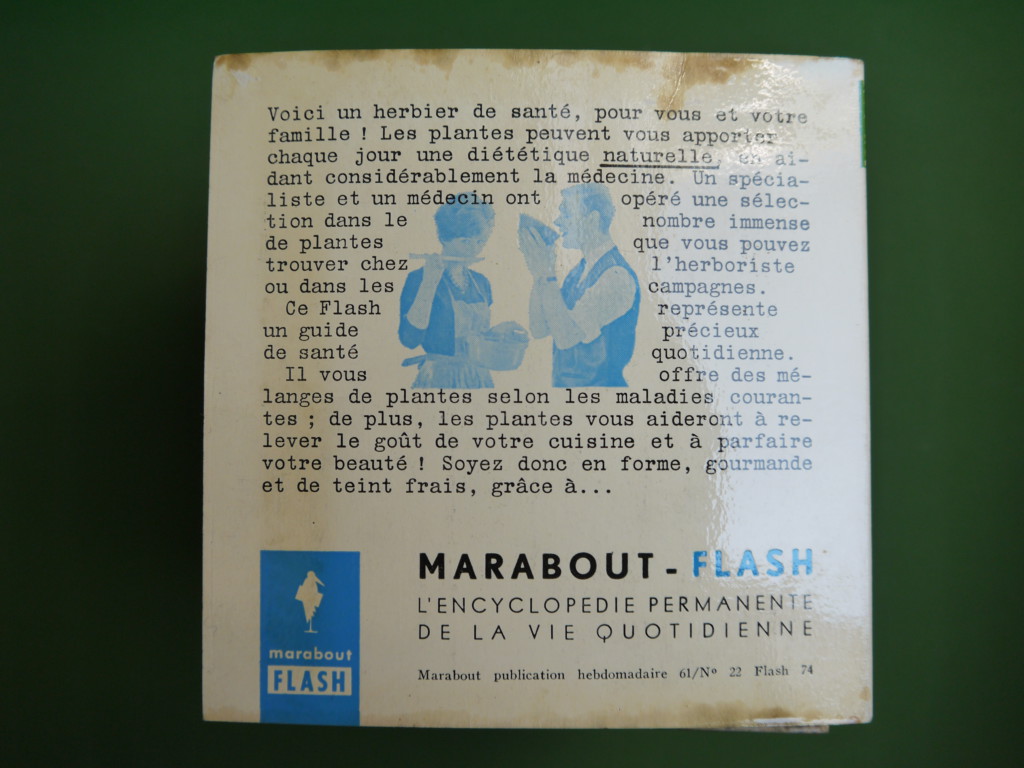 Voici un herbier de santé, pour vous et votre
famille ! Les plantes peuvent vous apporter
chaque jour une diététique naturelle, en ai-
dant considérablement la médecine. Un spécia-
liste et un médecin ont opéré une sélec-
tion dans le nombre immense
de plantes que vous pouvez
trouver chez l'herboriste
ou dans les campagnes.
Ce Flash représente
un guide précieux
de santé quotidienne.
Il vous offre des mé-
langes de plantes selon les maladies couran-
tes ; de plus, les plantes vous aideront à re-
lever le goût de votre cuisine et à parfaire
votre beauté ! Soyez donc en forme, gourmande
et de teint frais, grâce à...
MARABOUT - FLASH
L'ENCYCLOPEDIE PERMANENTE
DE LA VIE QUOTIDIENNE
Marabout publication hebdomadaire 61/Nº 22 Flash 74
marabout
FLASH